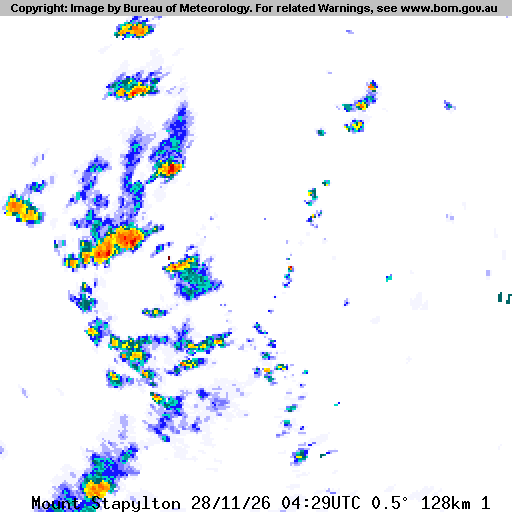 Copyright: Image by Bureau of Meteorology. For related Warnings, see www.bom.gov.au
Mount Stapylton 28/11/26 04:29UTC 0.5° 128km 1